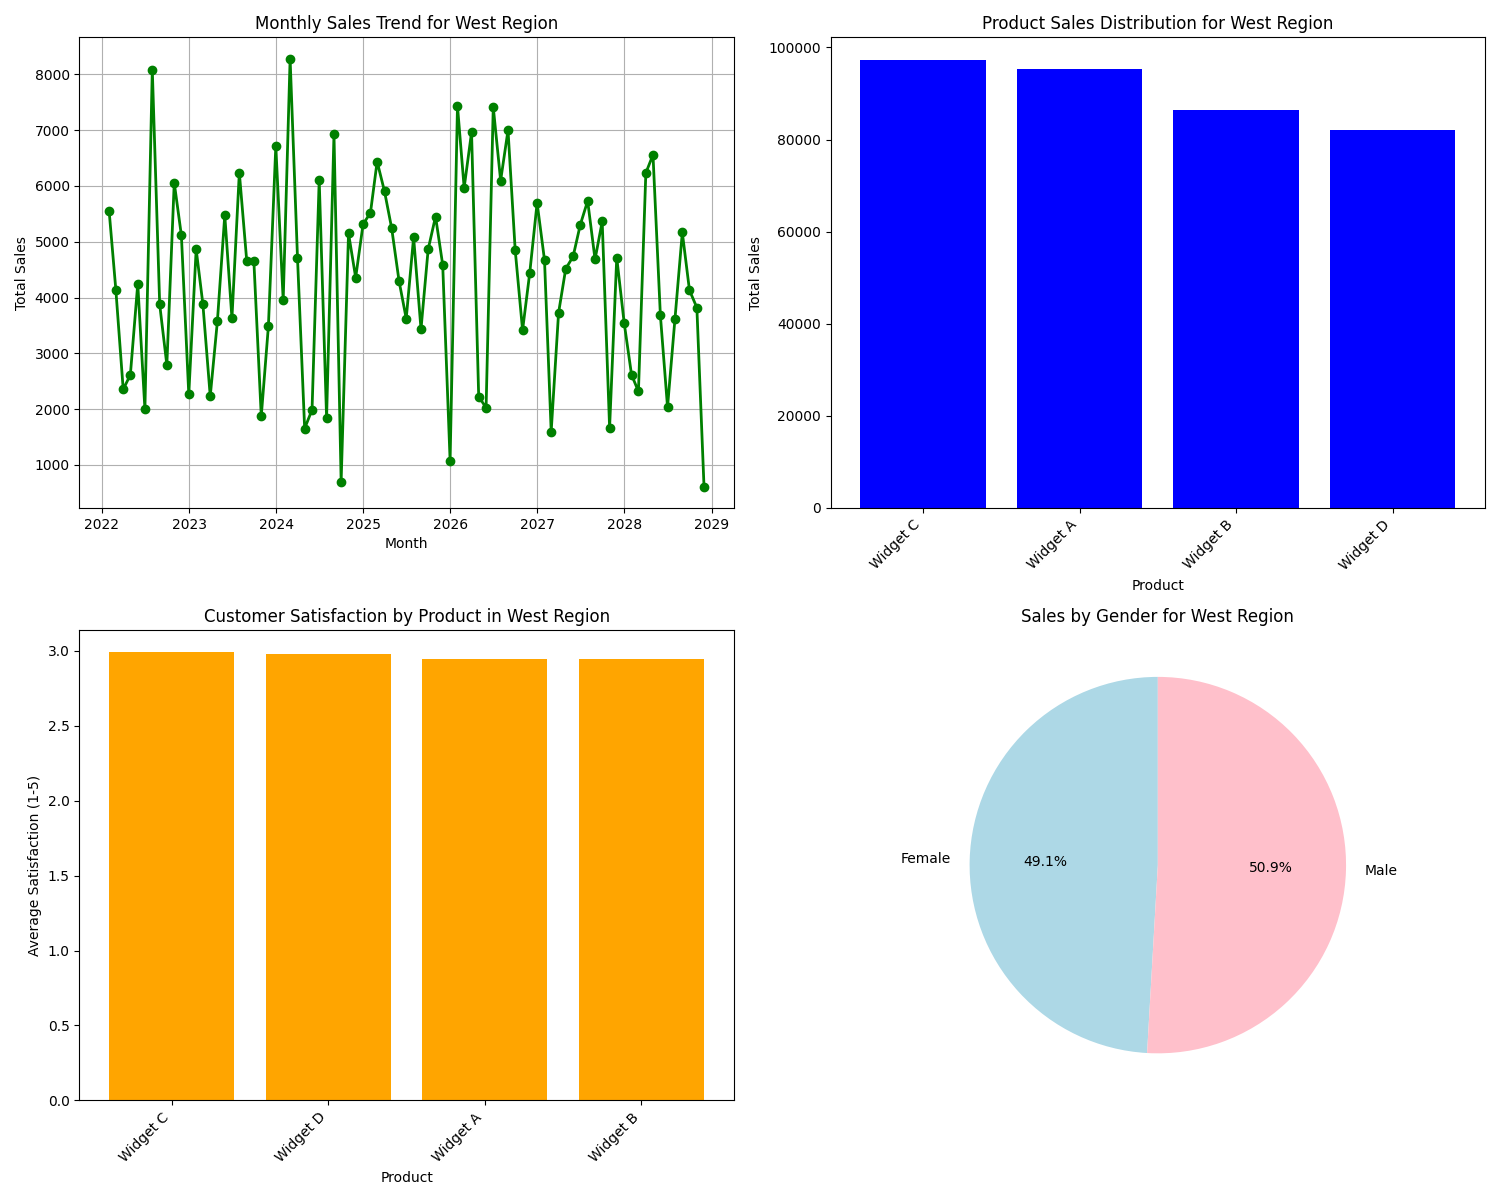 Monthly Sales Trend for West Region
Total Sales
8000
7000
6000
5000
4000
3000
2000
1000
2022 2023 2024 2025 2026 2027 2028 2029
Month
Product Sales Distribution for West Region
Total Sales
100000
80000
60000
40000
20000
0
Widget C Widget A Widget B Widget D
Product
Customer Satisfaction by Product in West Region
Average Satisfaction (1-5)
3.0
2.5
2.0
1.5
1.0
0.5
0.0
Widget C Widget D Widget A Widget B
Product
Sales by Gender for West Region
Female 49.1% 50.9% Male